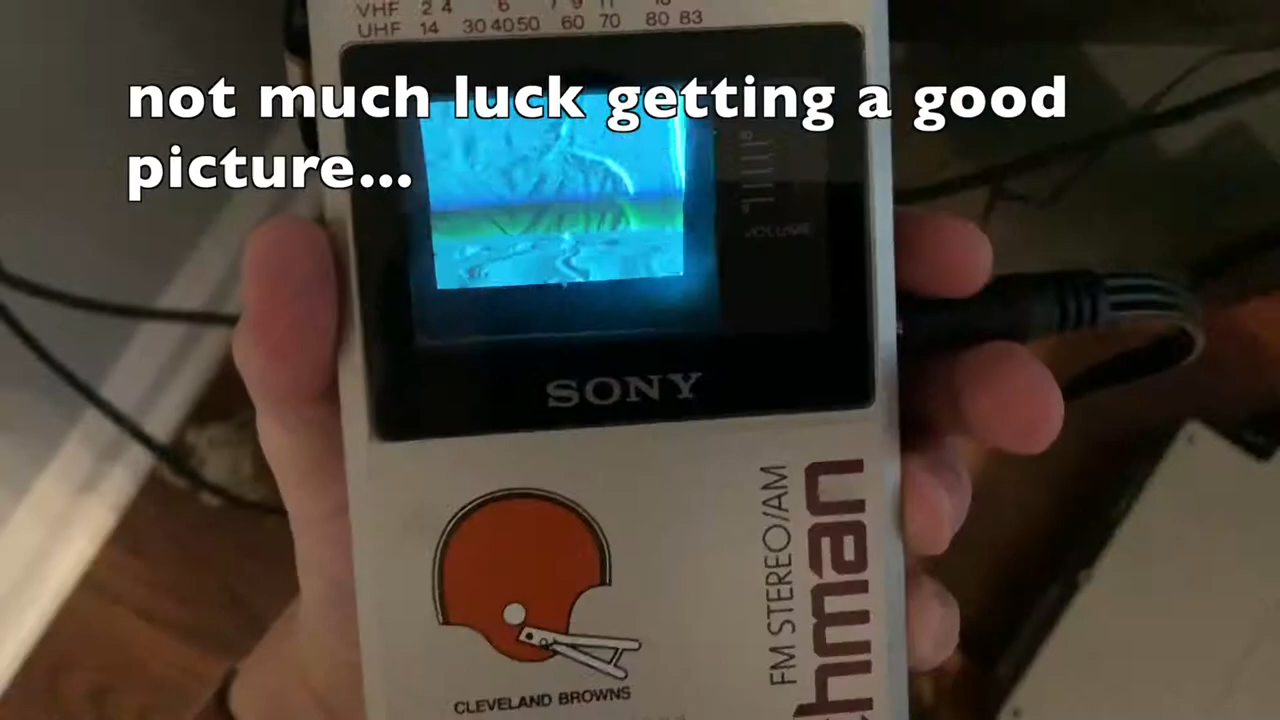 VHF 2 4 6 7 9 11
UHF 14 30 40 50 60 70 80 83
not much luck getting a good
picture...
VOLUME
SONY
FM STEREO/AM
hman
CLEVELAND BROWNS